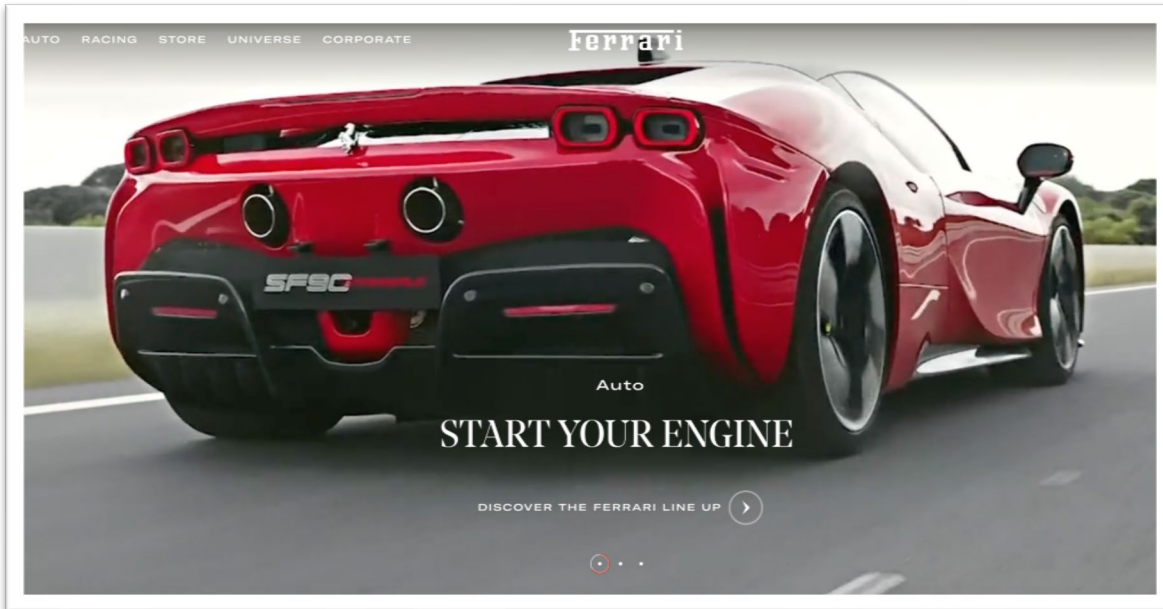 AUTO RACING STORE UNIVERSE CORPORATE
Ferrari
SF90
Auto
START YOUR ENGINE
DISCOVER THE FERRARI LINE UP